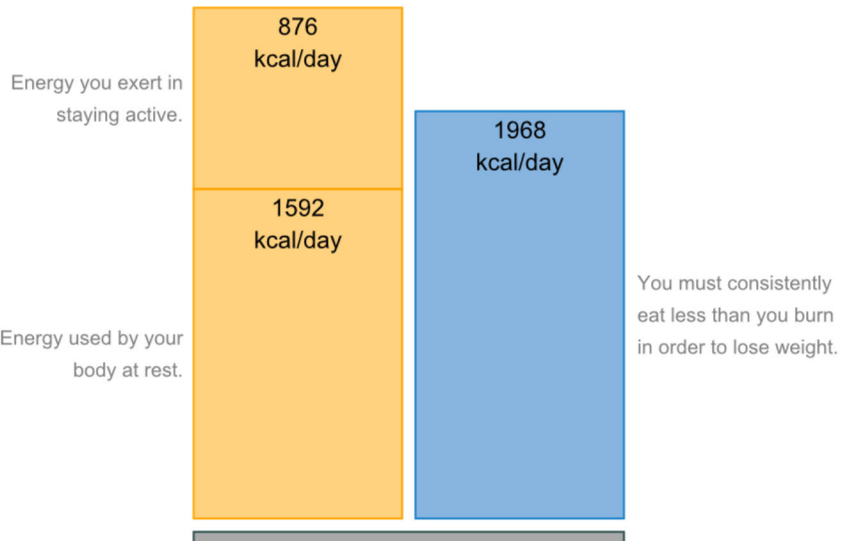 876
kcal/day
Energy you exert in
staying active.
1968
kcal/day
1592
kcal/day
You must consistently
eat less than you burn
in order to lose weight.
Energy used by your
body at rest.